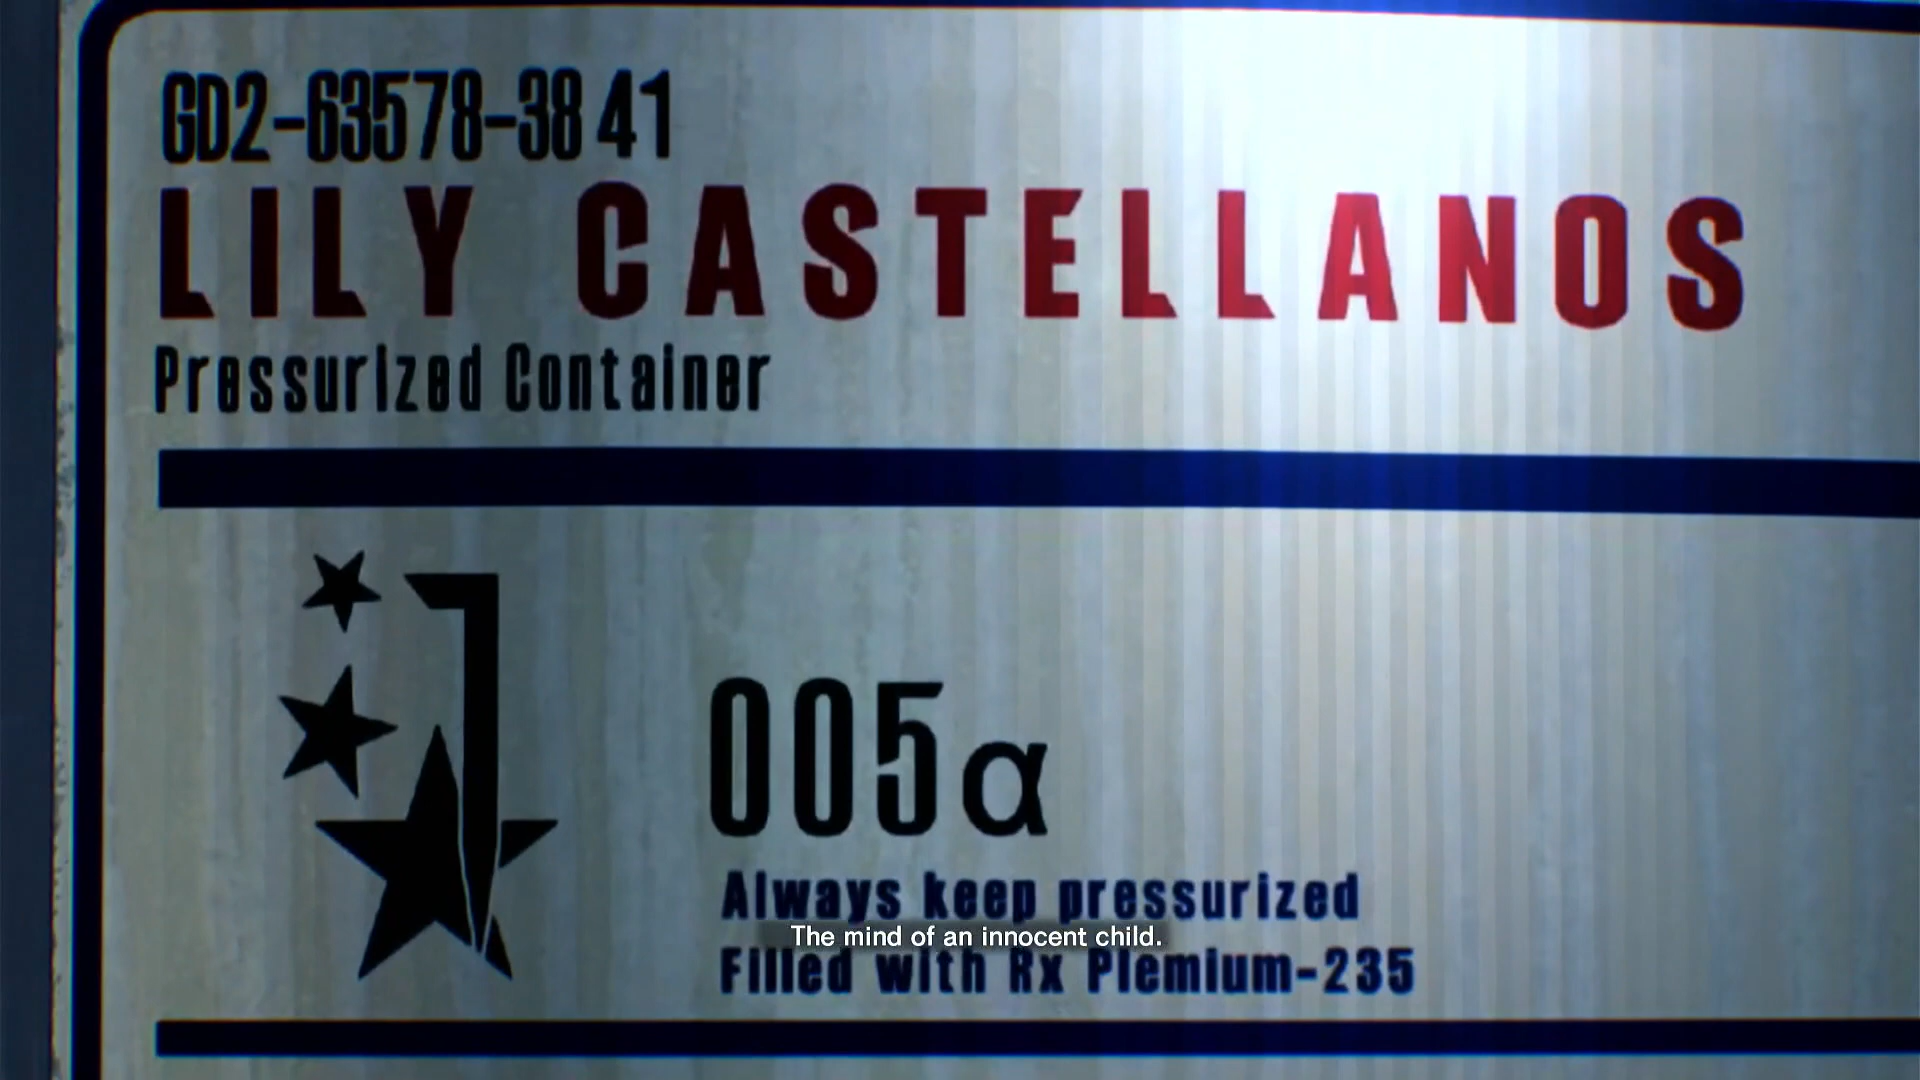 GD2-63578-38 41
LILY CASTELLANOS
Pressurized Container
005α
Always keep pressurized
The mind of an innocent child.
Filled with Rx Plemium-235